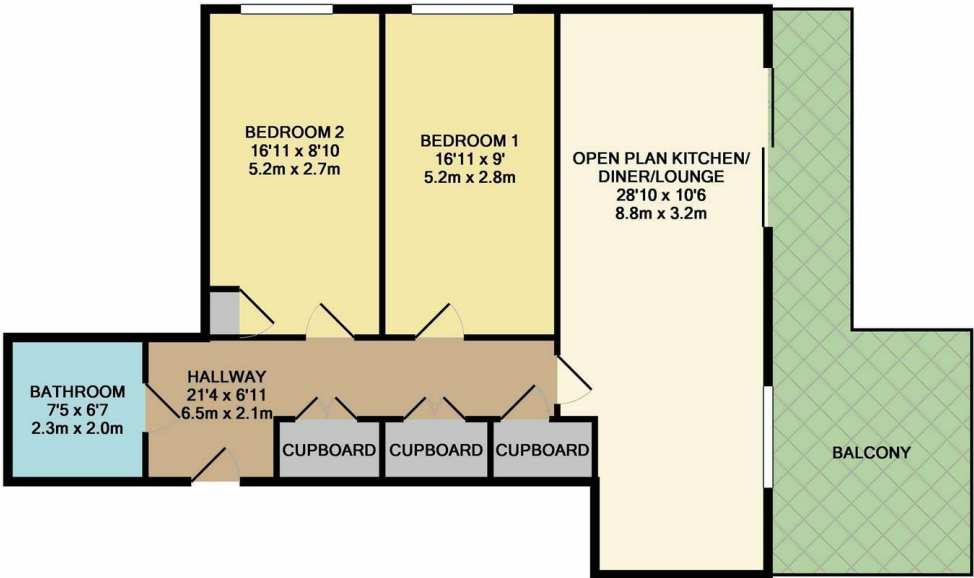 BEDROOM 2
16'11 x 8'10
5.2m x 2.7m
BEDROOM 1
16'11 x 9'
5.2m x 2.8m
OPEN PLAN KITCHEN/
DINER/LOUNGE
28'10 x 10'6
8.8m x 3.2m
BATHROOM
7'5 x 6'7
2.3m x 2.0m
HALLWAY
21'4 x 6'11
6.5m x 2.1m
CUPBOARD
CUPBOARD
CUPBOARD
BALCONY